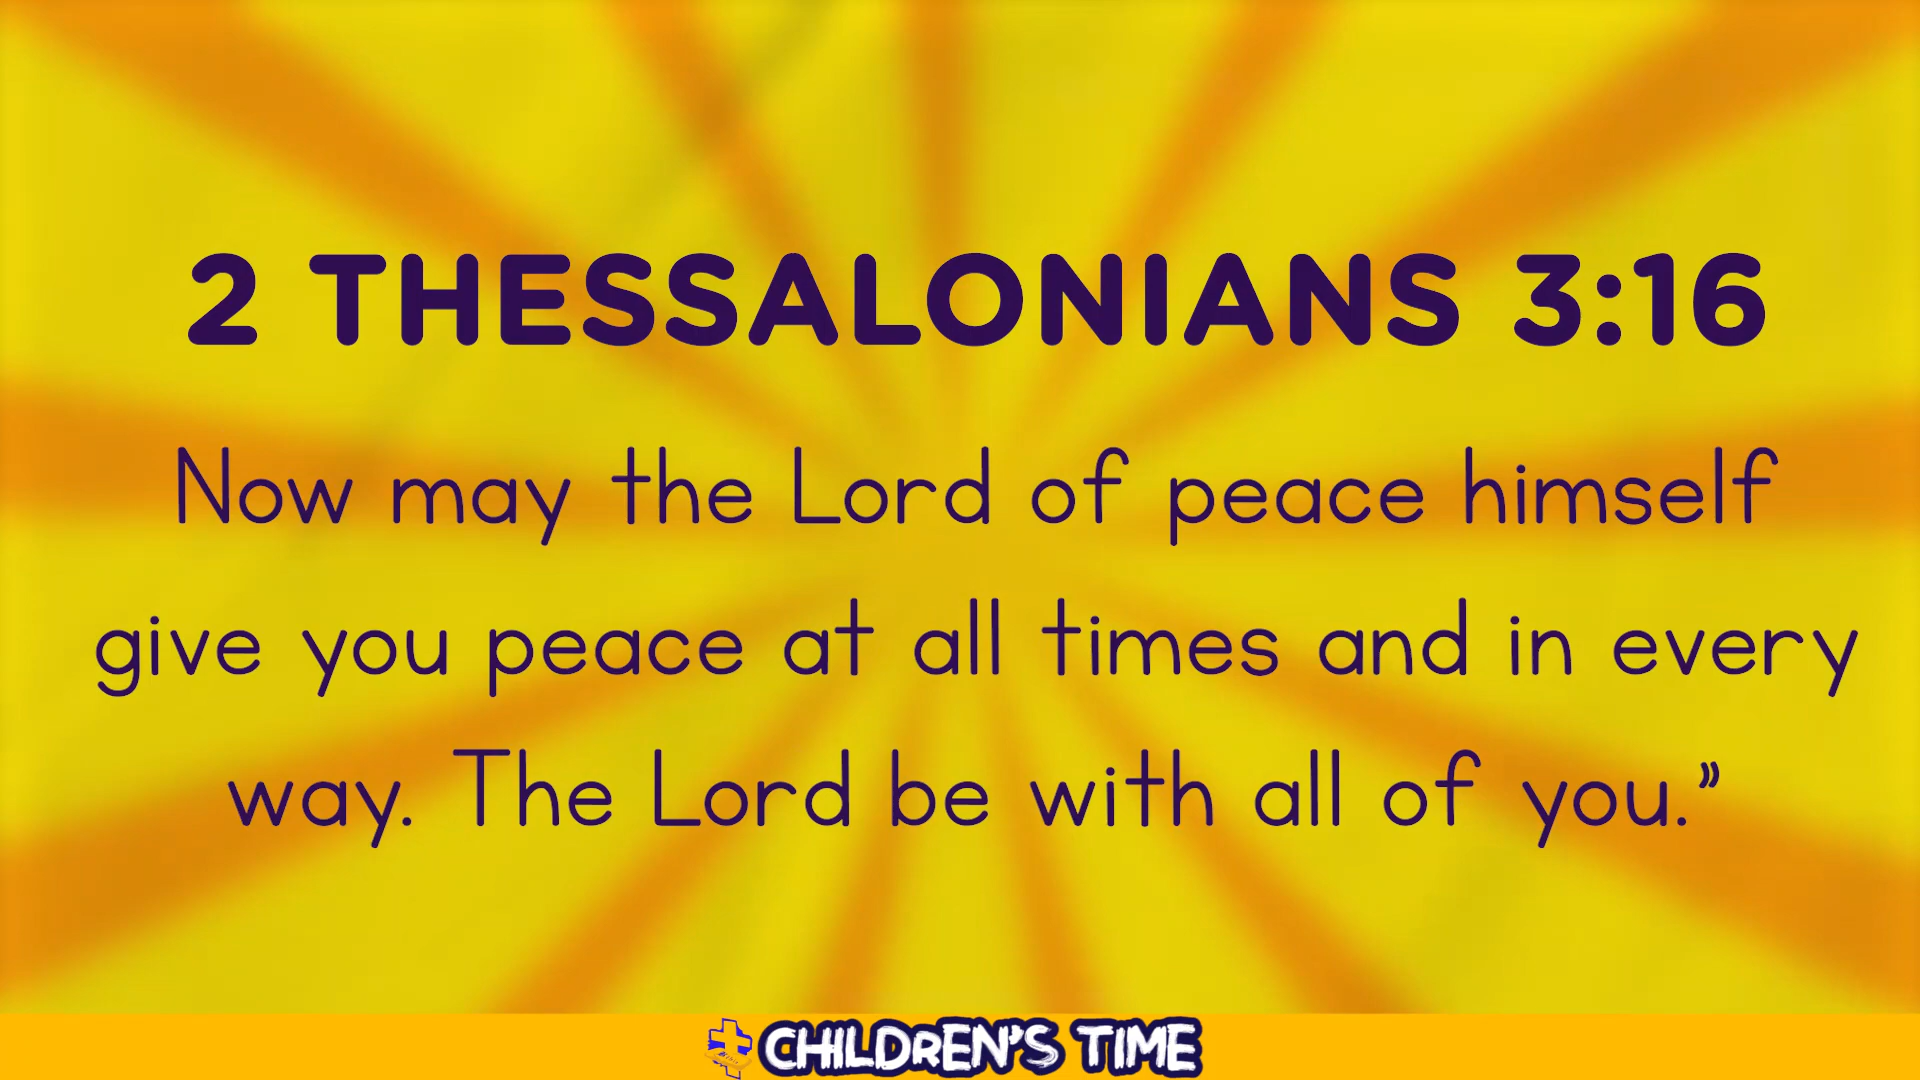 2 THESSALONIANS 3:16
Now may the Lord of peace himself
give you peace at all times and in every
way. The Lord be with all of you.”
CHILDREN'S TIME